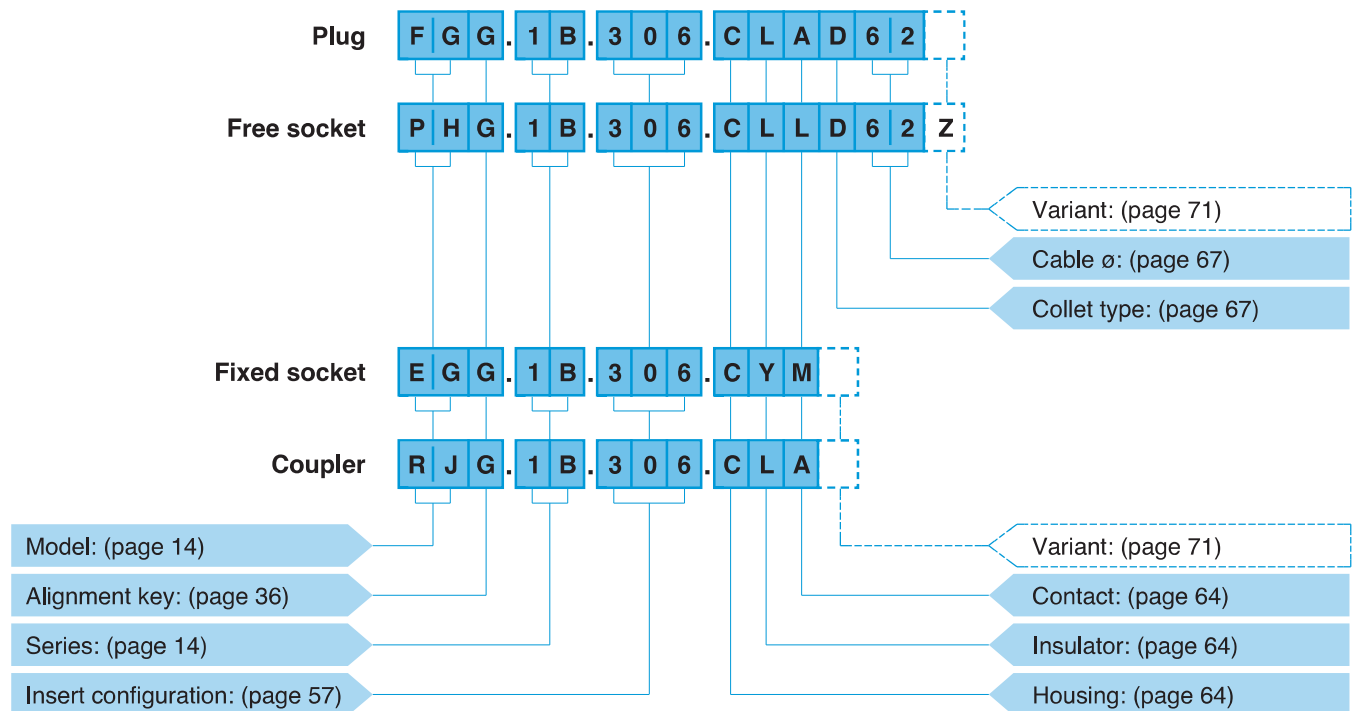 Plug FGG.1B.306.CLAD62
Free socket PHG.1B.306.CLLD62Z
Variant: (page 71)
Cable ø: (page 67)
Collet type: (page 67)
Fixed socket EGG.1B.306.CYM
Coupler RJG.1B.306.CLA
Model: (page 14)
Variant: (page 71)
Alignment key: (page 36)
Contact: (page 64)
Series: (page 14)
Insulator: (page 64)
Insert configuration: (page 57)
Housing: (page 64)